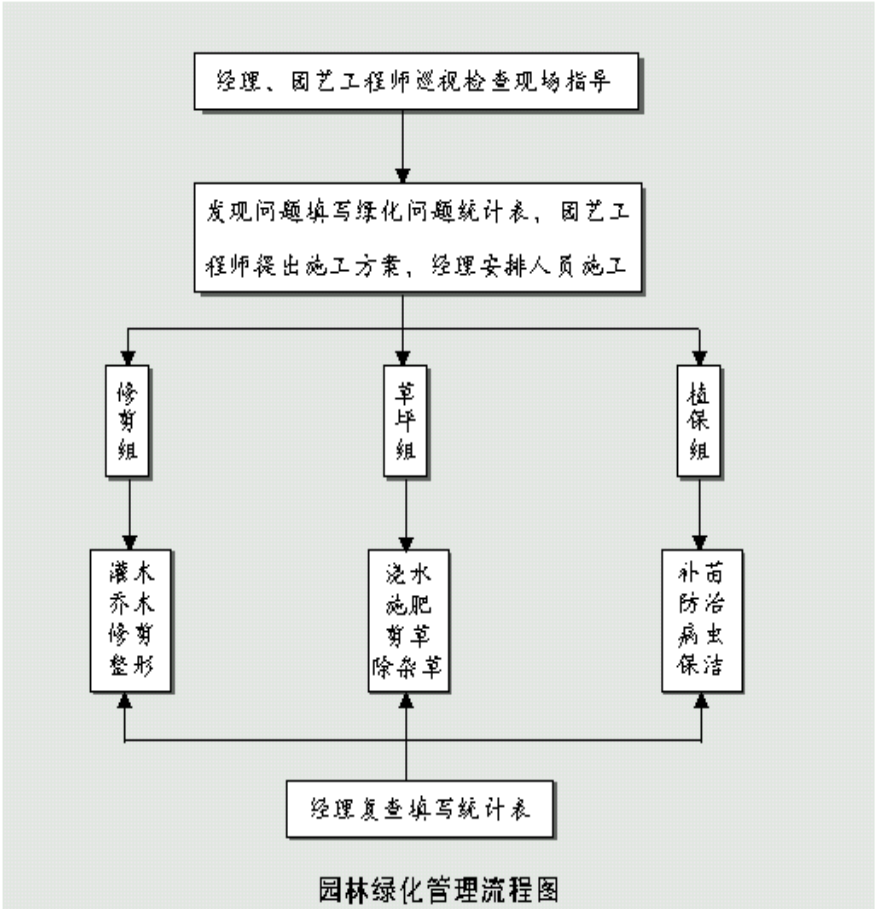 经理、园艺工程师巡视检查现场指导
发现问题填写绿化问题统计表，园艺工
程师提出施工方案，经理安排人员施工
修剪组
草坪组
植保组
灌木
乔木
修剪
整形
浇水
施肥
剪草
除杂草
补苗
防治
病虫
保洁
经理复查填写统计表
园林绿化管理流程图